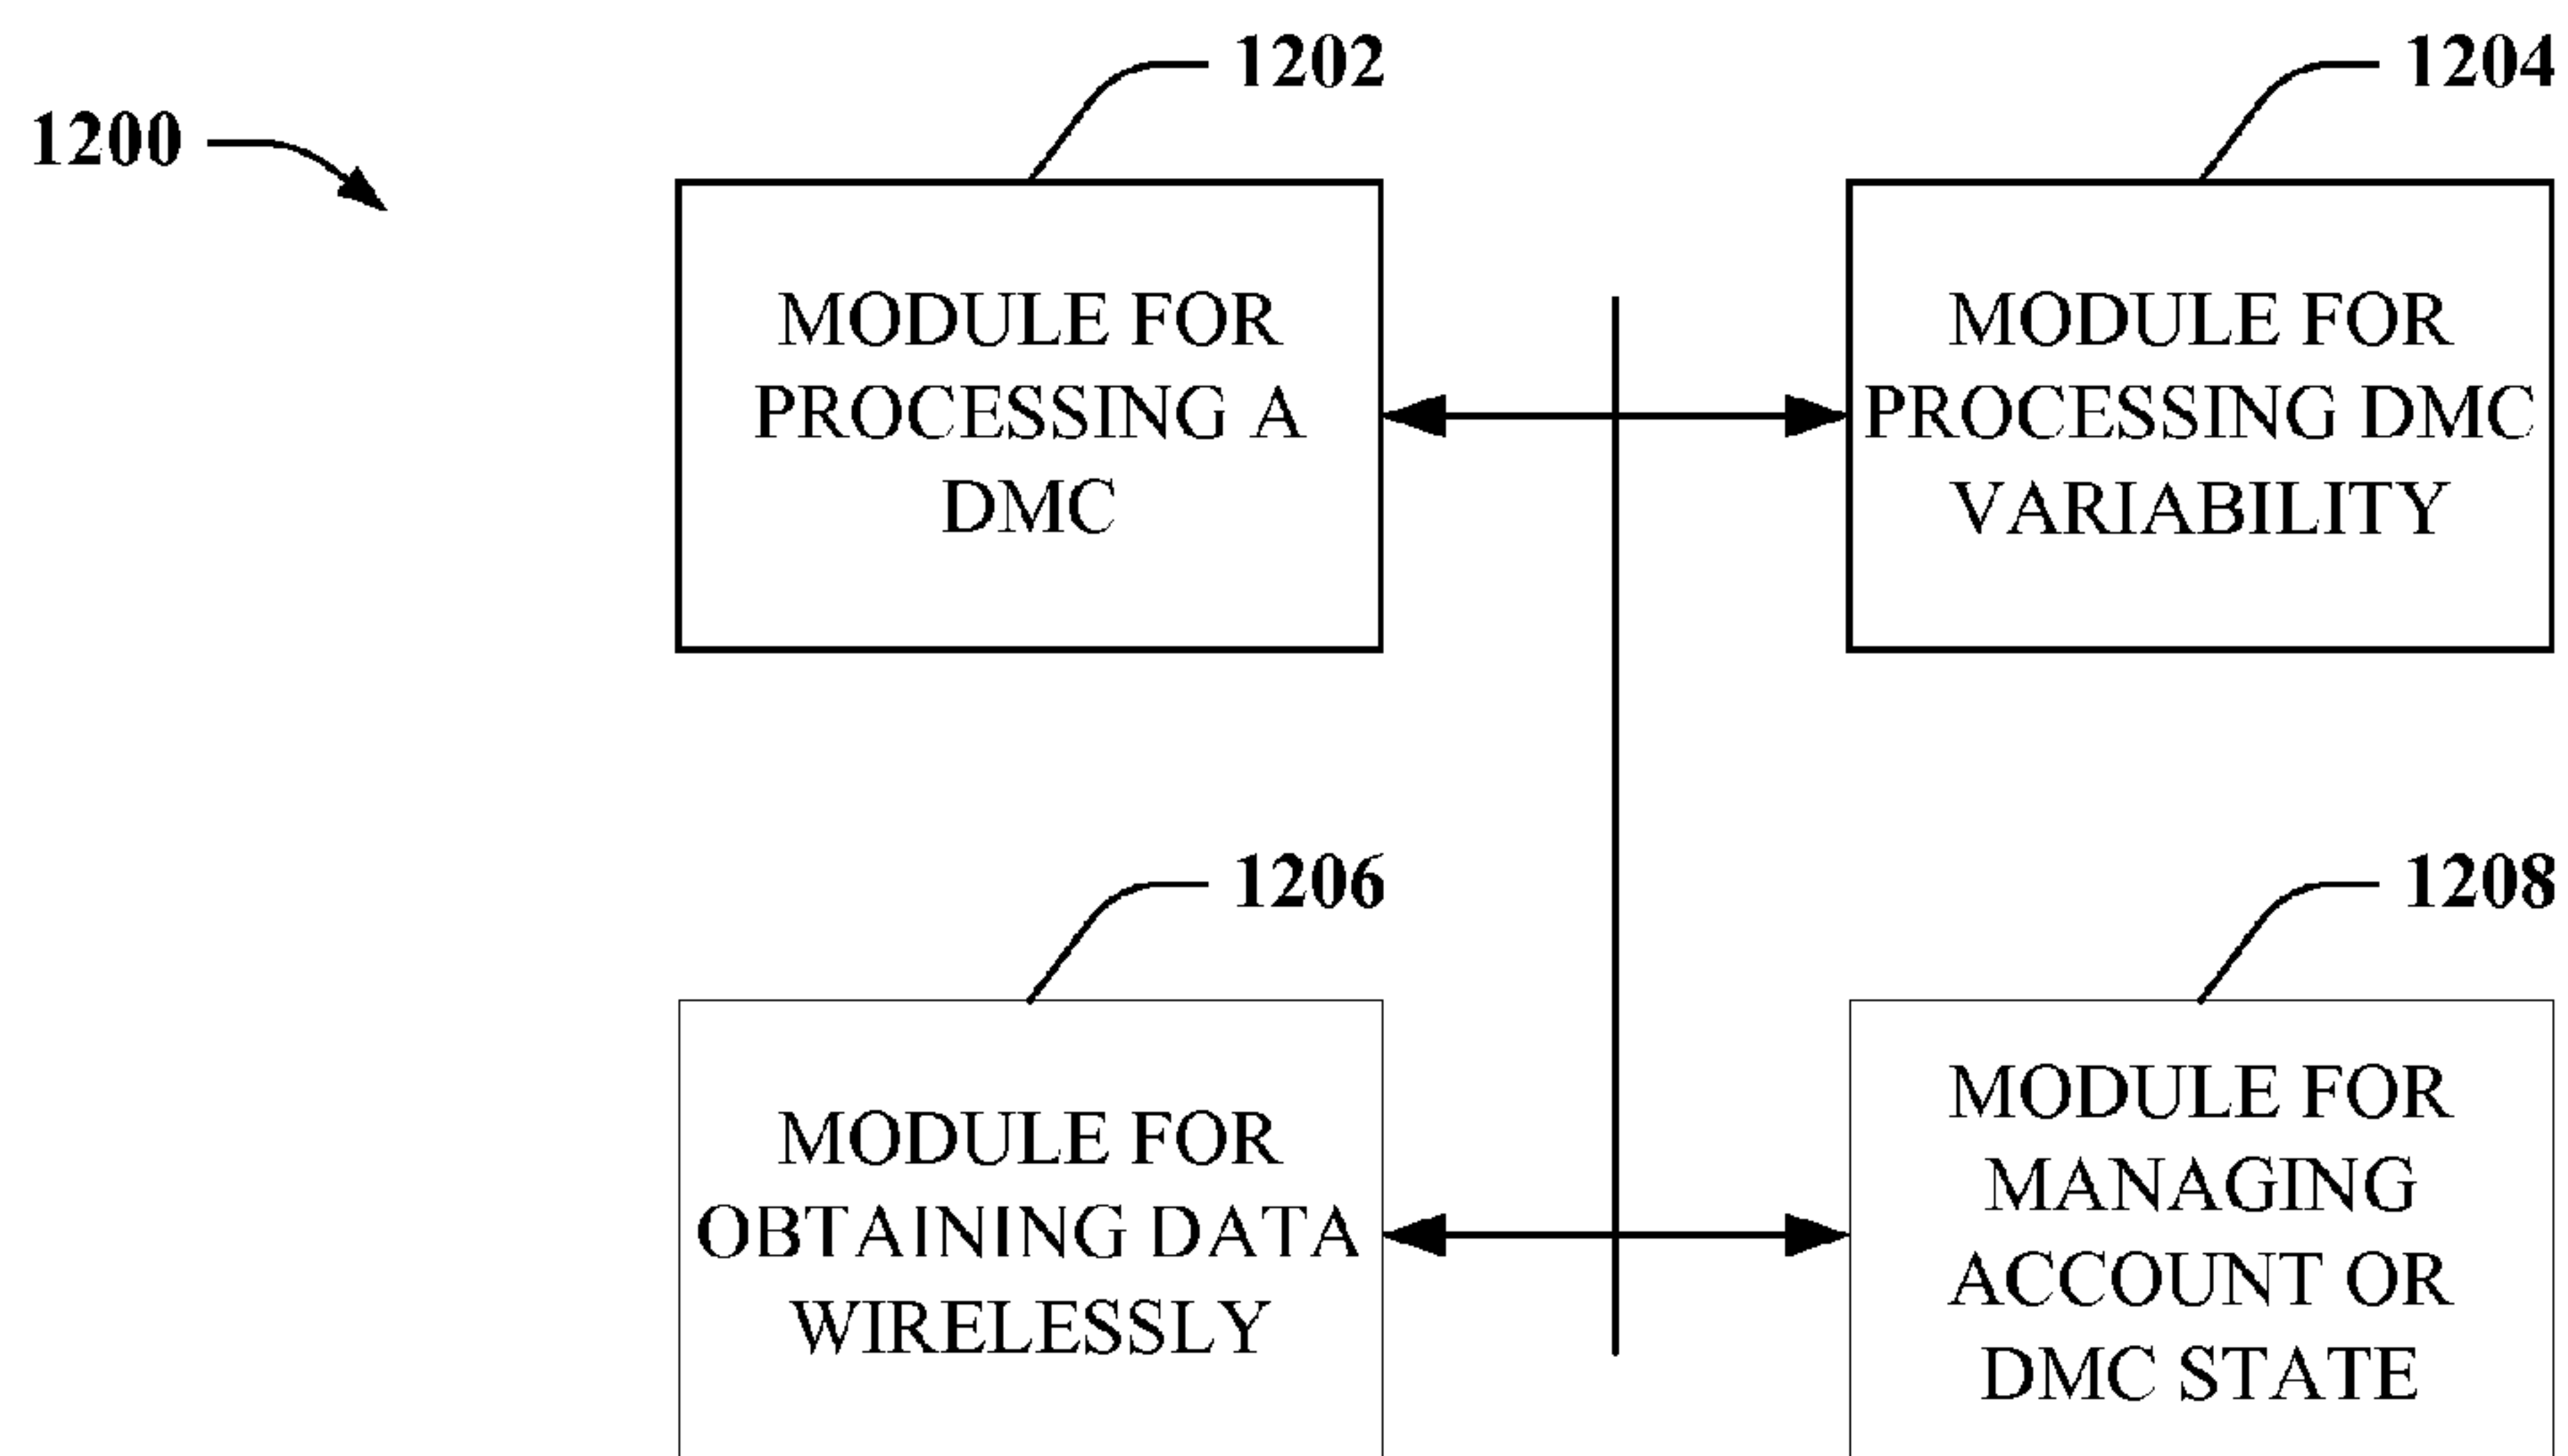 1202
1204
1200
MODULE FOR
PROCESSING A
DMC
MODULE FOR
PROCESSING DMC
VARIABILITY
1206
1208
MODULE FOR
OBTAINING DATA
WIRELESSLY
MODULE FOR
MANAGING
ACCOUNT OR
DMC STATE